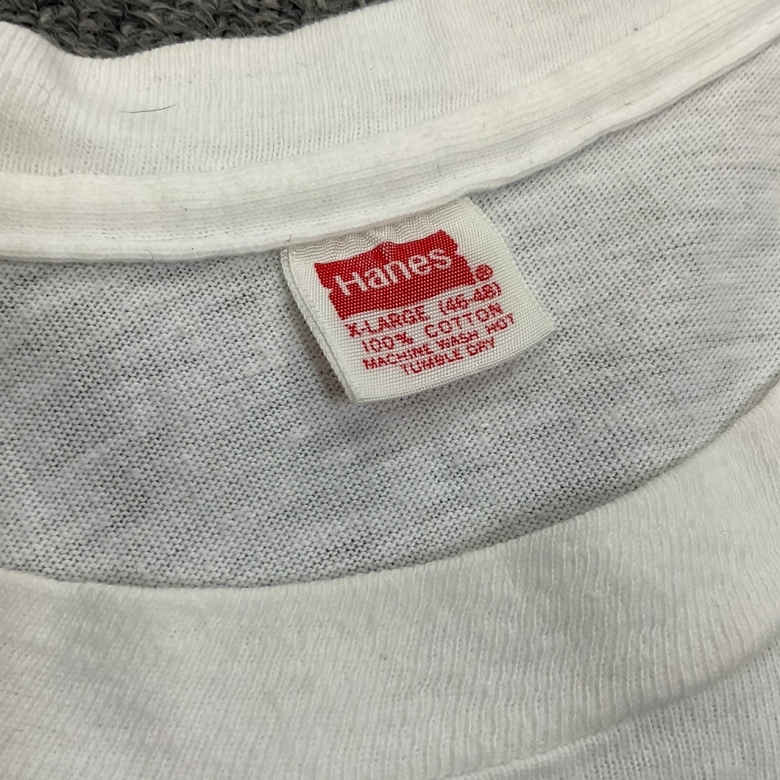 Hanes®
X-LARGE (46-48)
100% COTTON
MACHINE WASH HOT
TUMBLE DRY